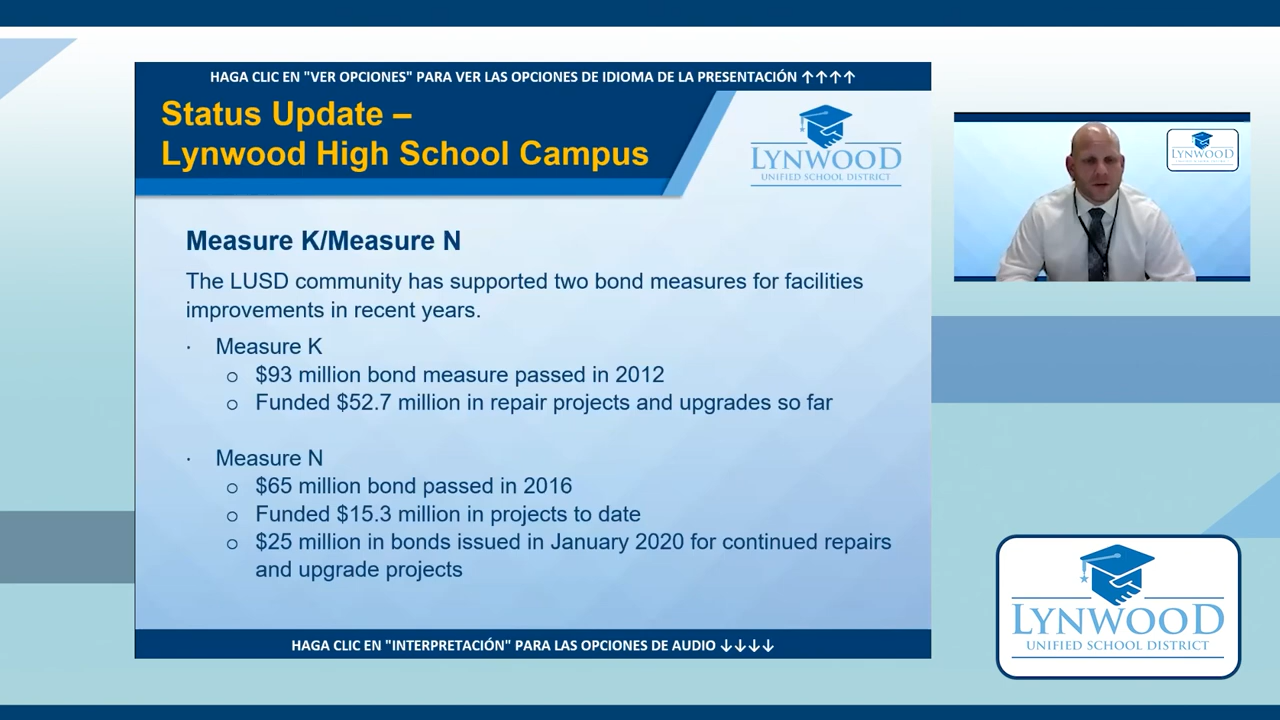 HAGA CLIC EN "VER OPCIONES" PARA VER LAS OPCIONES DE IDIOMA DE LA PRESENTACIÓN ↑↑↑↑
Status Update –
Lynwood High School Campus
LYNWOOD
UNIFIED SCHOOL DISTRICT
LYNWOOD
Measure K/Measure N
The LUSD community has supported two bond measures for facilities
improvements in recent years.
· Measure K
o $93 million bond measure passed in 2012
o Funded $52.7 million in repair projects and upgrades so far
· Measure N
o $65 million bond passed in 2016
o Funded $15.3 million in projects to date
o $25 million in bonds issued in January 2020 for continued repairs
and upgrade projects
HAGA CLIC EN "INTERPRETACIÓN" PARA LAS OPCIONES DE AUDIO ↓↓↓↓
LYNWOOD
UNIFIED SCHOOL DISTRICT